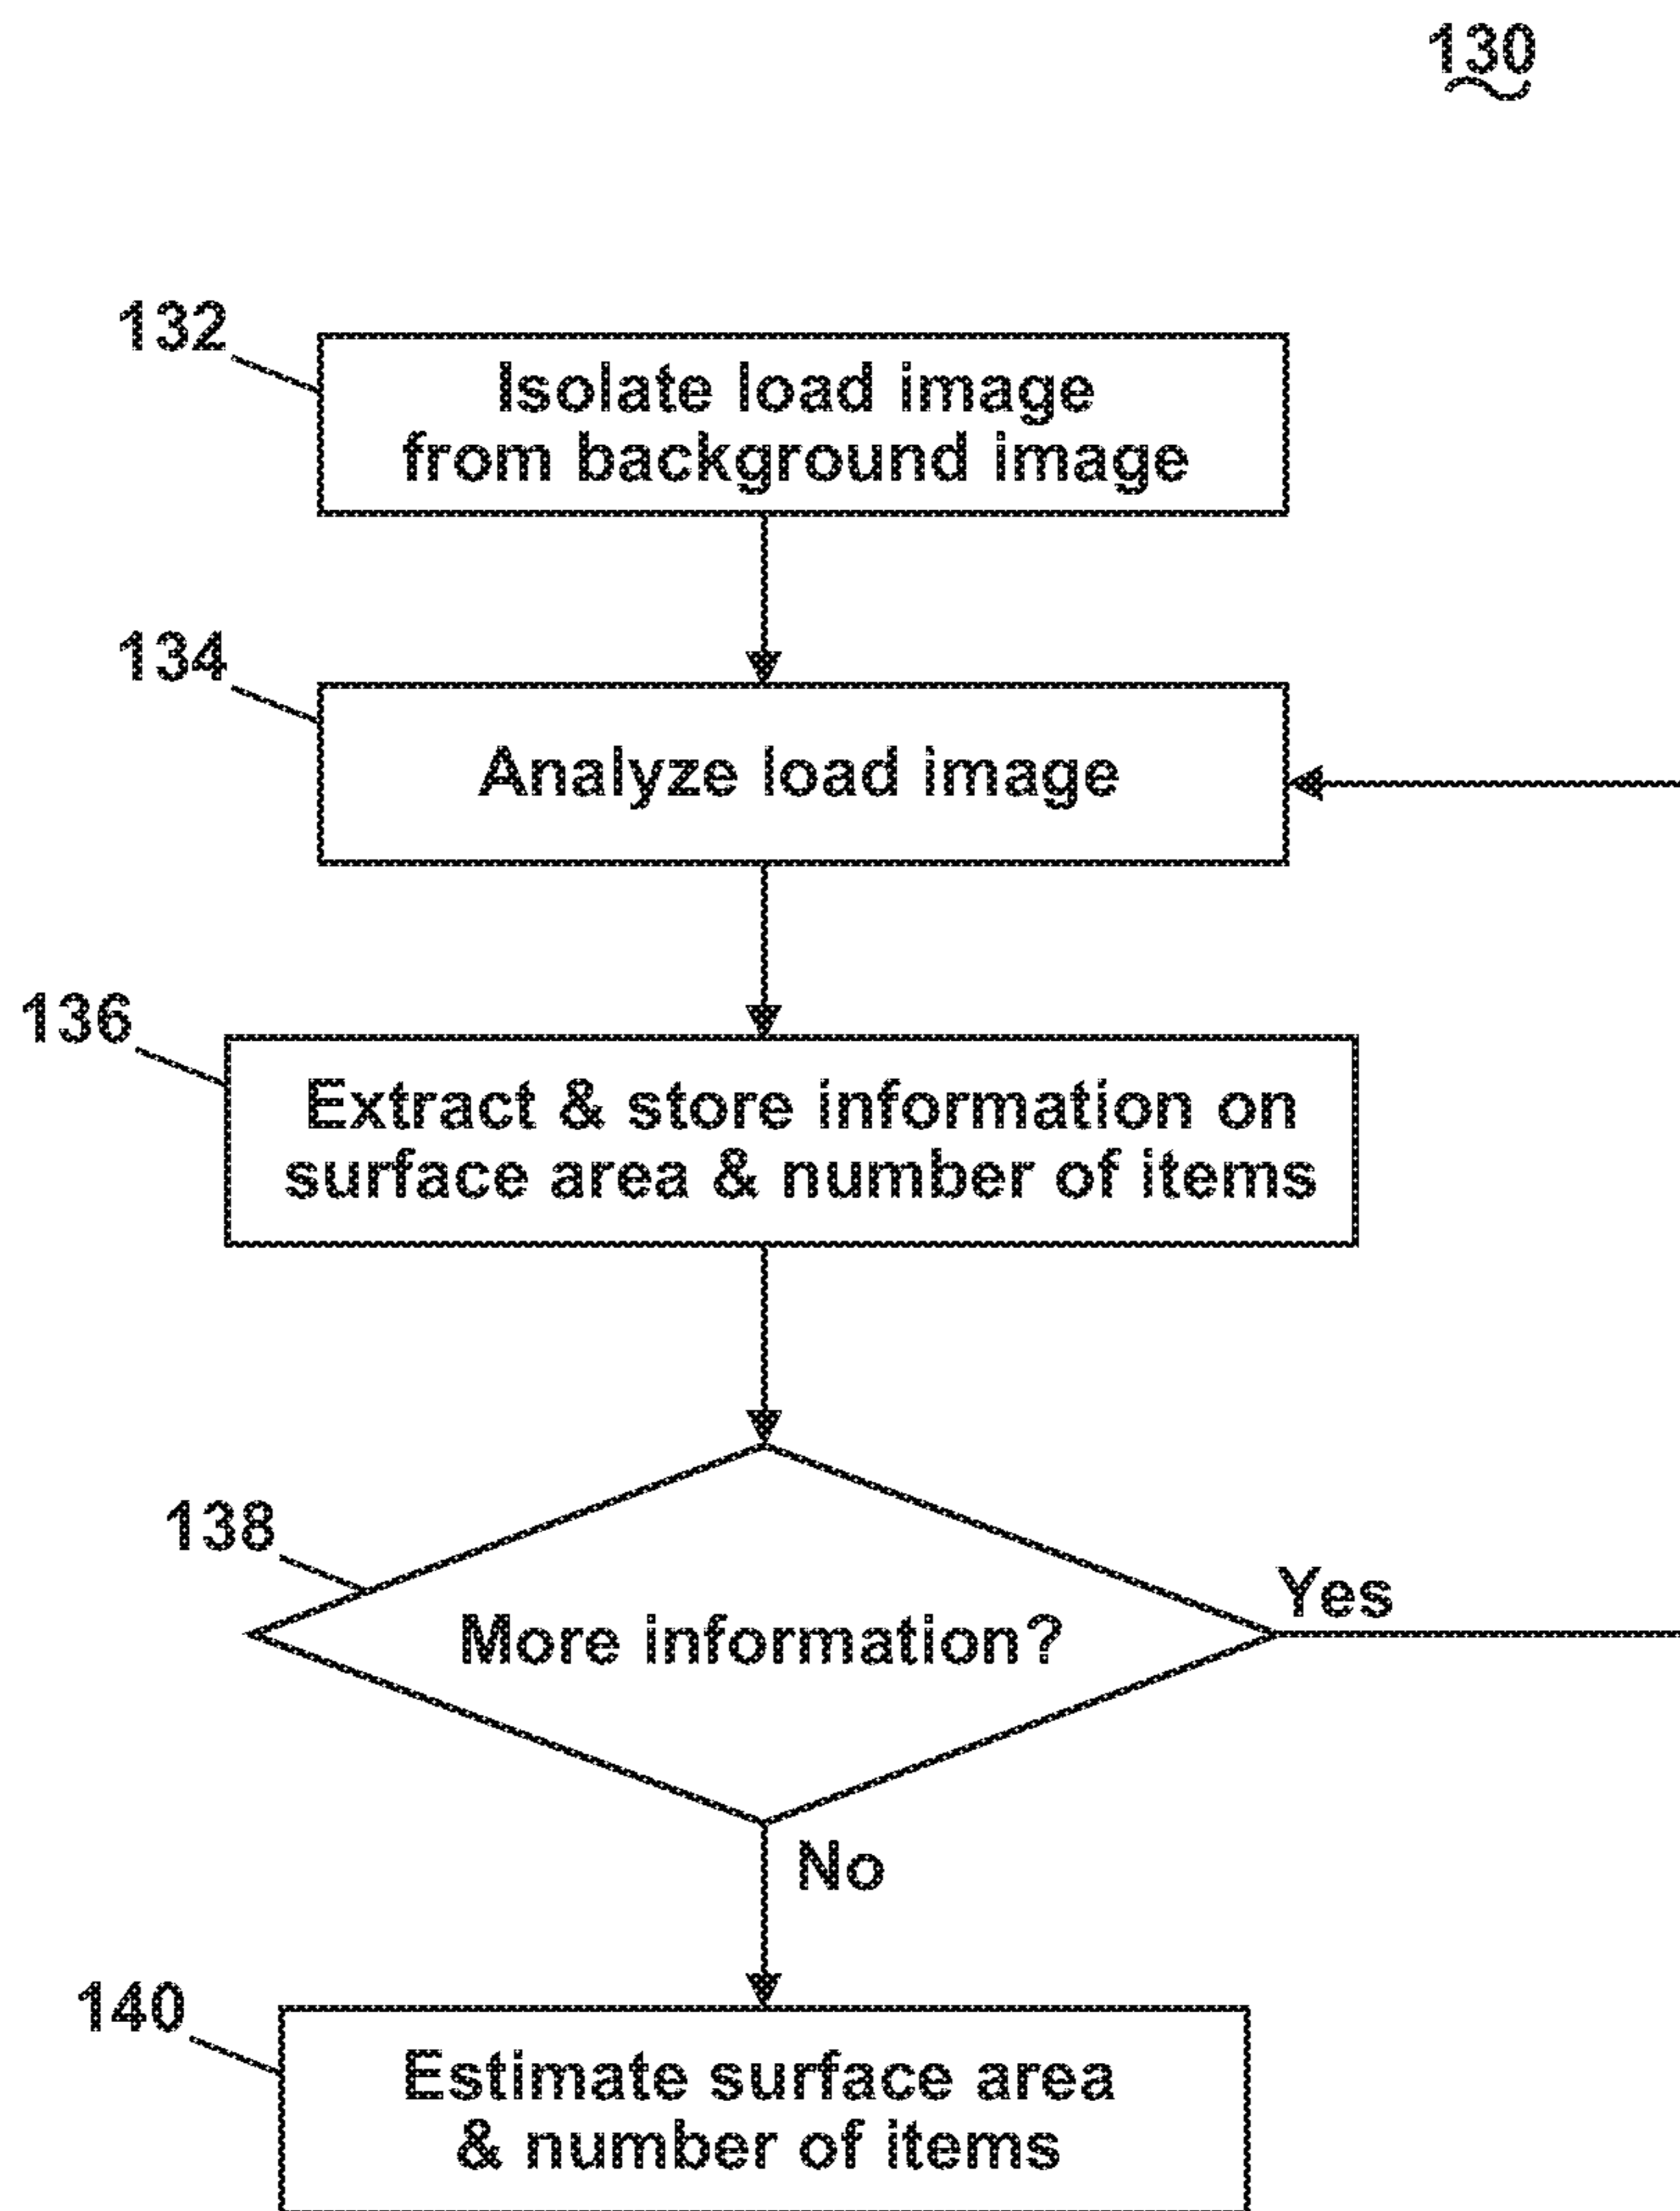 130
132
Isolate load image
from background image
134
Analyze load image
136
Extract & store information on
surface area & number of items
138
More information?
Yes
No
140
Estimate surface area
& number of items